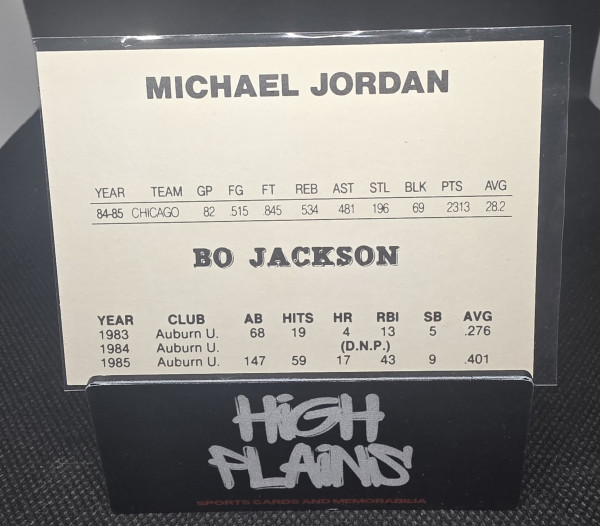 MICHAEL JORDAN
YEAR TEAM GP FG FT REB AST STL BLK PTS AVG
84-85 CHICAGO 82 .515 .845 534 481 196 69 2313 28.2
BO JACKSON
YEAR CLUB AB HITS HR RBI SB AVG
1983 Auburn U. 68 19 4 13 5 .276
1984 Auburn U. (D.N.P.)
1985 Auburn U. 147 59 17 43 9 .401
HIGH
PLAINS
SPORTS CARDS AND MEMORABILIA